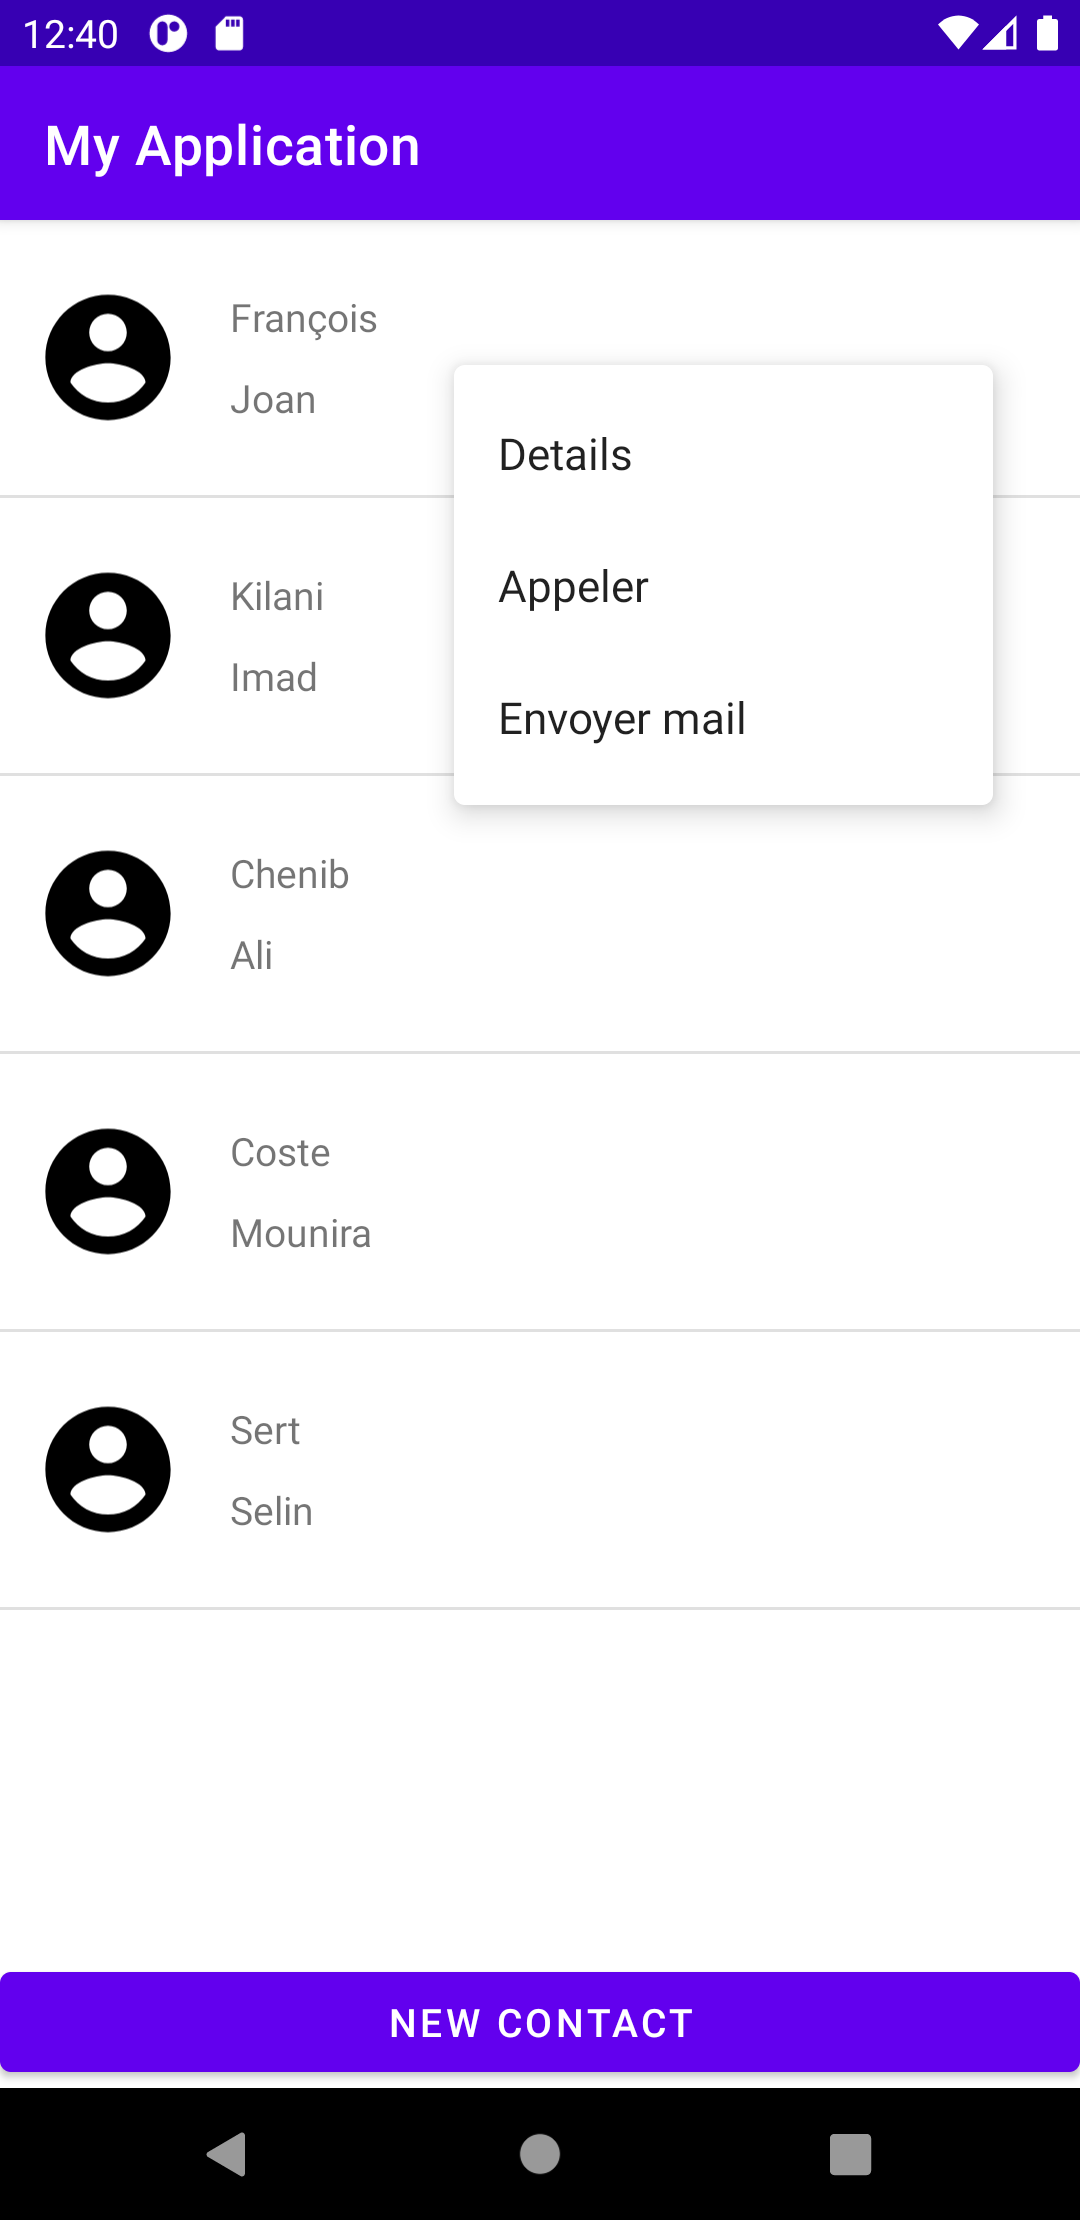 12:40
My Application
François
Joan
Details
Appeler
Kilani
Imad
Envoyer mail
Chenib
Ali
Coste
Mounira
Sert
Selin
NEW CONTACT